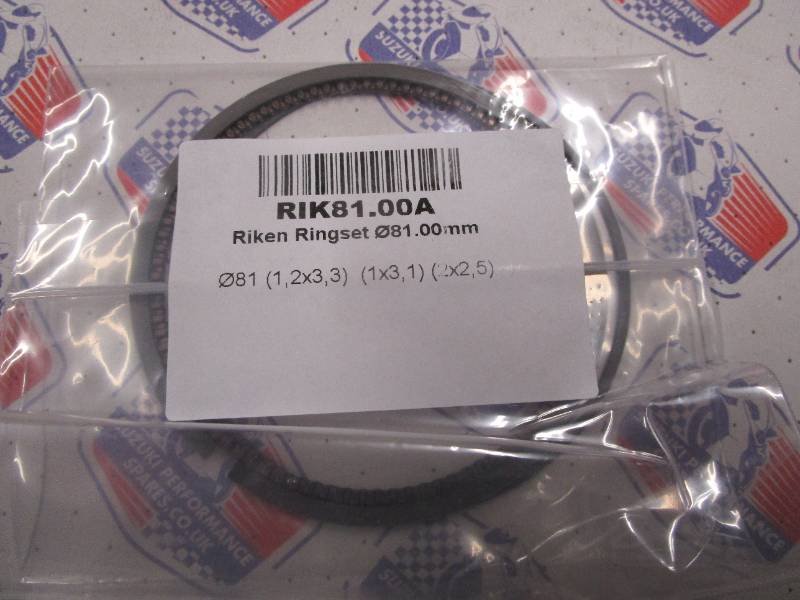 RIK81.00A
Riken Ringset Ø81.00mm
Ø81 (1,2x3,3) (1x3,1) (2x2,5)
SUZUKI PERFORMANCE
SPARES.CO.UK